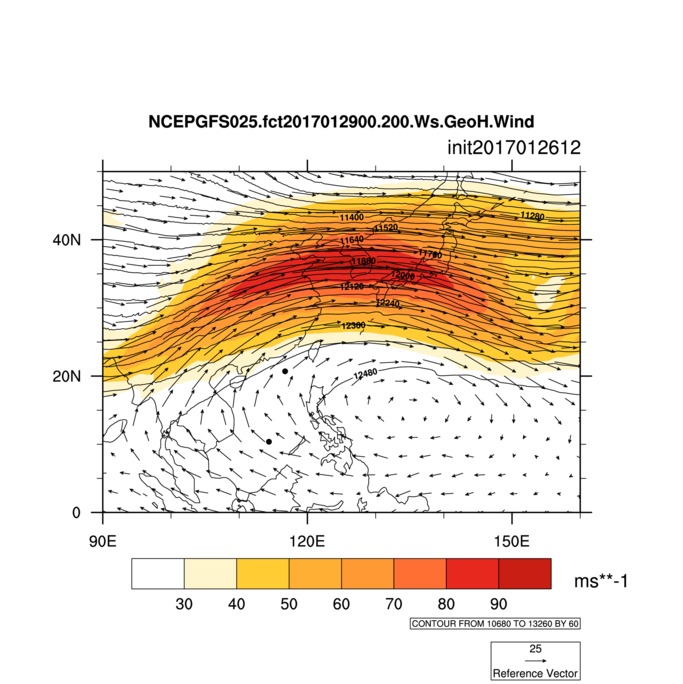 NCEPGFS025.fct2017012900.200.Ws.GeoH.Wind
init2017012612
11280
11400
11520
40N
11640
11880
12000
12120
12240
12360
20N
12480
0
90E 120E 150E
ms**-1
30 40 50 60 70 80 90
CONTOUR FROM 10680 TO 13260 BY 60
25
Reference Vector